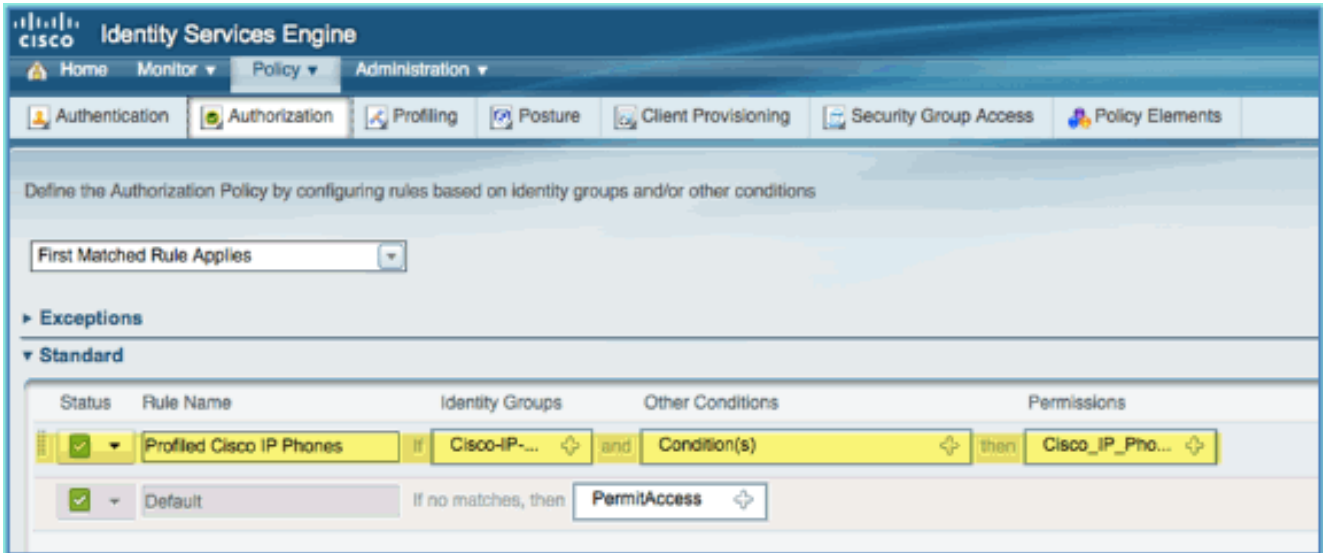 cisco Identity Services Engine
Home Monitor Policy Administration
Authentication Authorization Profiling Posture Client Provisioning Security Group Access Policy Elements
Define the Authorization Policy by configuring rules based on identity groups and/or other conditions
First Matched Rule Applies
Exceptions
Standard
Status Rule Name Identity Groups Other Conditions Permissions
Profiled Cisco IP Phones If Cisco-IP-... and Condition(s) then Cisco_IP_Pho...
Default If no matches, then PermitAccess